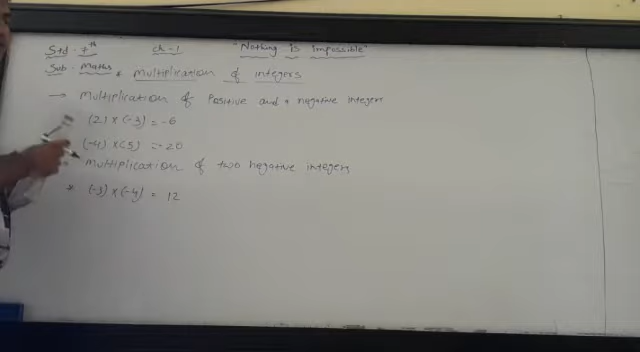 Std. 7th Ch-1 "Nothing is impossible"
Sub. Maths * Multiplication of integers
→ Multiplication of Positive and negative integers
(2) × (-3) = -6
(-4) × (5) = -20
Multiplication of two negative integers
* (-3) × (-4) = 12